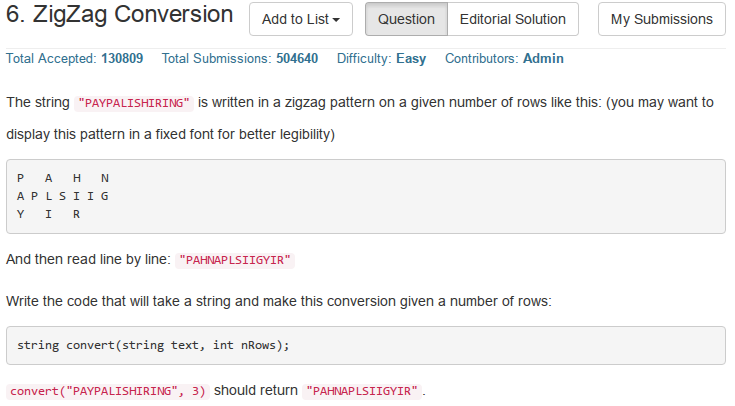 6. ZigZag Conversion Add to List Question Editorial Solution My Submissions
Total Accepted: 130809 Total Submissions: 504640 Difficulty: Easy Contributors: Admin
The string "PAYPALISHIRING" is written in a zigzag pattern on a given number of rows like this: (you may want to
display this pattern in a fixed font for better legibility)
P   A   H   N
A P L S I I G
Y   I   R
And then read line by line: "PAHNAPLSIIGYIR"
Write the code that will take a string and make this conversion given a number of rows:
string convert(string text, int nRows);
convert("PAYPALISHIRING", 3) should return "PAHNAPLSIIGYIR".